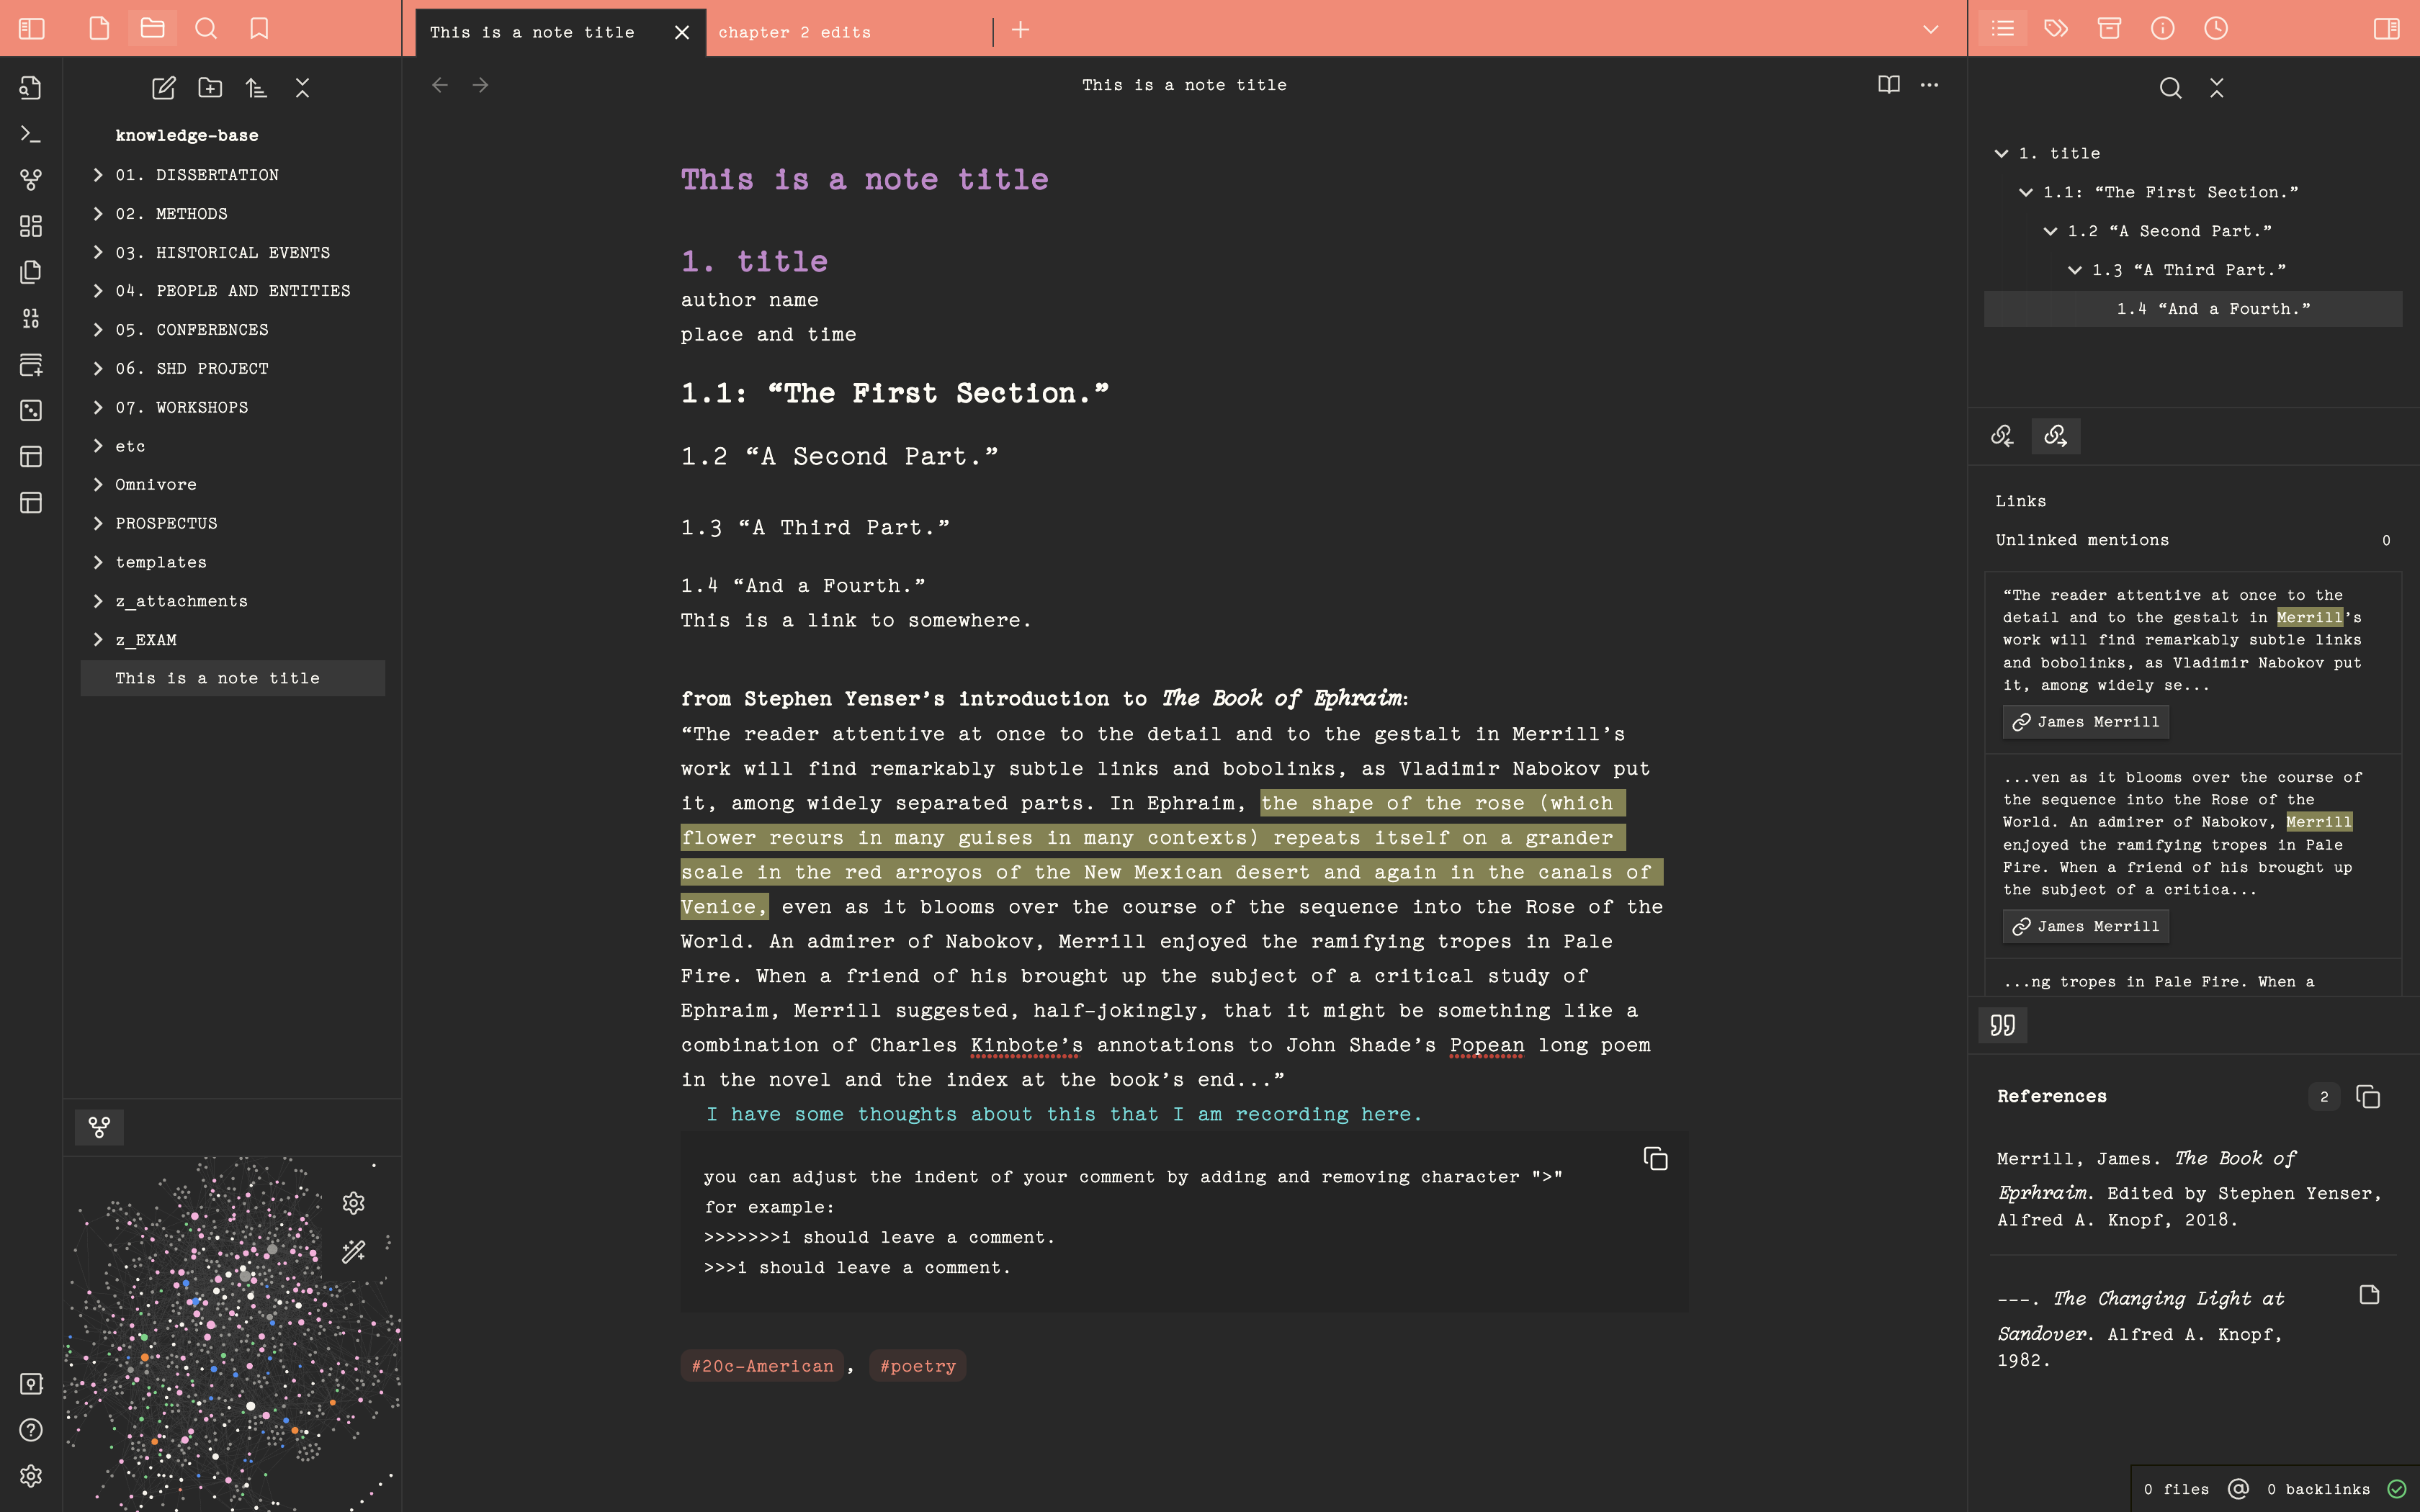 This is a note title
chapter 2 edits
knowledge-base
01. DISSERTATION
02. METHODS
03. HISTORICAL EVENTS
04. PEOPLE AND ENTITIES
05. CONFERENCES
06. SHD PROJECT
07. WORKSHOPS
etc
Omnivore
PROSPECTUS
templates
z_attachments
z_EXAM
This is a note title
This is a note title
This is a note title
1. title
author name
place and time
1.1: “The First Section.”
1.2 “A Second Part.”
1.3 “A Third Part.”
1.4 “And a Fourth.”
This is a link to somewhere.
from Stephen Yenser’s introduction to The Book of Ephraim:
“The reader attentive at once to the detail and to the gestalt in Merrill’s
work will find remarkably subtle links and bobolinks, as Vladimir Nabokov put
it, among widely separated parts. In Ephraim, the shape of the rose (which
flower recurs in many guises in many contexts) repeats itself on a grander
scale in the red arroyos of the New Mexican desert and again in the canals of
Venice, even as it blooms over the course of the sequence into the Rose of the
World. An admirer of Nabokov, Merrill enjoyed the ramifying tropes in Pale
Fire. When a friend of his brought up the subject of a critical study of
Ephraim, Merrill suggested, half-jokingly, that it might be something like a
combination of Charles Kinbote’s annotations to John Shade’s Popean long poem
in the novel and the index at the book’s end...”
I have some thoughts about this that I am recording here.
you can adjust the indent of your comment by adding and removing character ">"
for example:
>>>>>>>i should leave a comment.
>>>i should leave a comment.
#20c-American, #poetry
1. title
1.1: “The First Section.”
1.2 “A Second Part.”
1.3 “A Third Part.”
1.4 “And a Fourth.”
Links
Unlinked mentions 0
“The reader attentive at once to the
detail and to the gestalt in Merrill’s
work will find remarkably subtle links
and bobolinks, as Vladimir Nabokov put
it, among widely se...
James Merrill
...ven as it blooms over the course of
the sequence into the Rose of the
World. An admirer of Nabokov, Merrill
enjoyed the ramifying tropes in Pale
Fire. When a friend of his brought up
the subject of a critica...
James Merrill
...ng tropes in Pale Fire. When a
References 2
Merrill, James. The Book of
Eprhraim. Edited by Stephen Yenser,
Alfred A. Knopf, 2018.
---. The Changing Light at
Sandover. Alfred A. Knopf,
1982.
0 files 0 backlinks